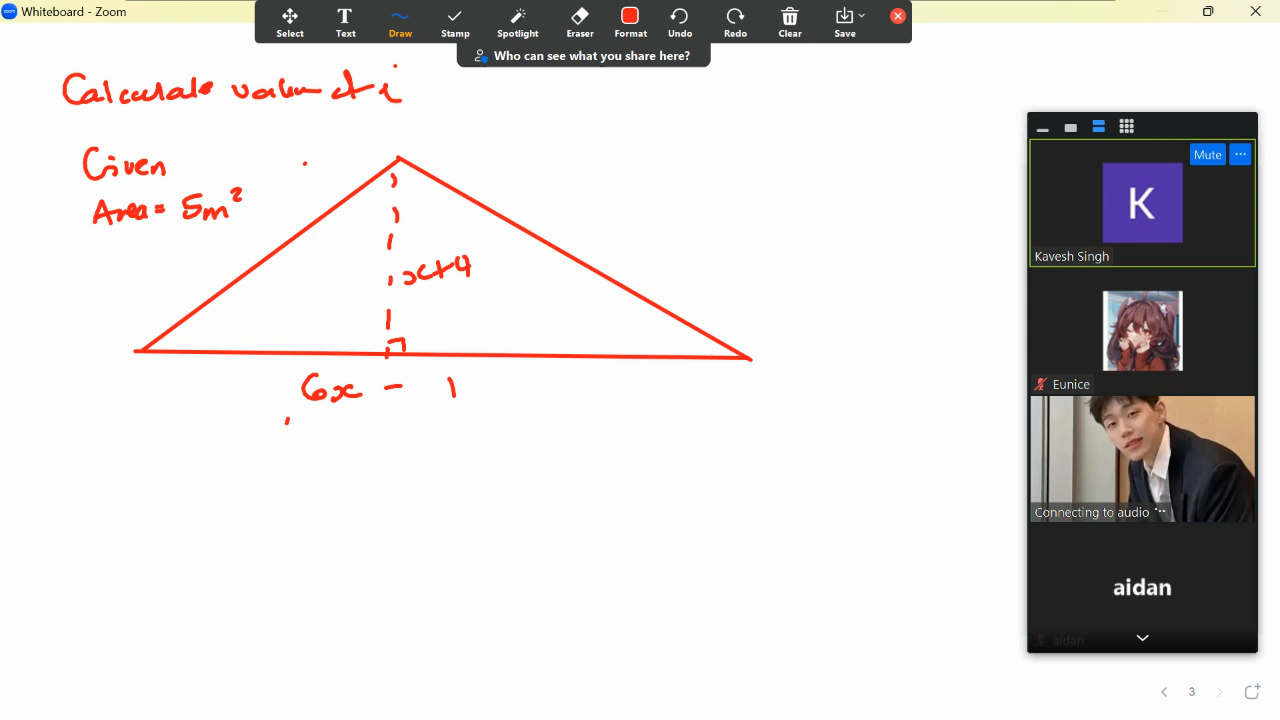 Whiteboard - Zoom
Select Text Draw Stamp Spotlight Eraser Format Undo Redo Clear Save
Who can see what you share here?
Calculate value of i
Given
Area = 5m²
x+4
6x - 1
Mute ...
K
Kavesh Singh
Eunice
Connecting to audio ...
aidan
aidan
3